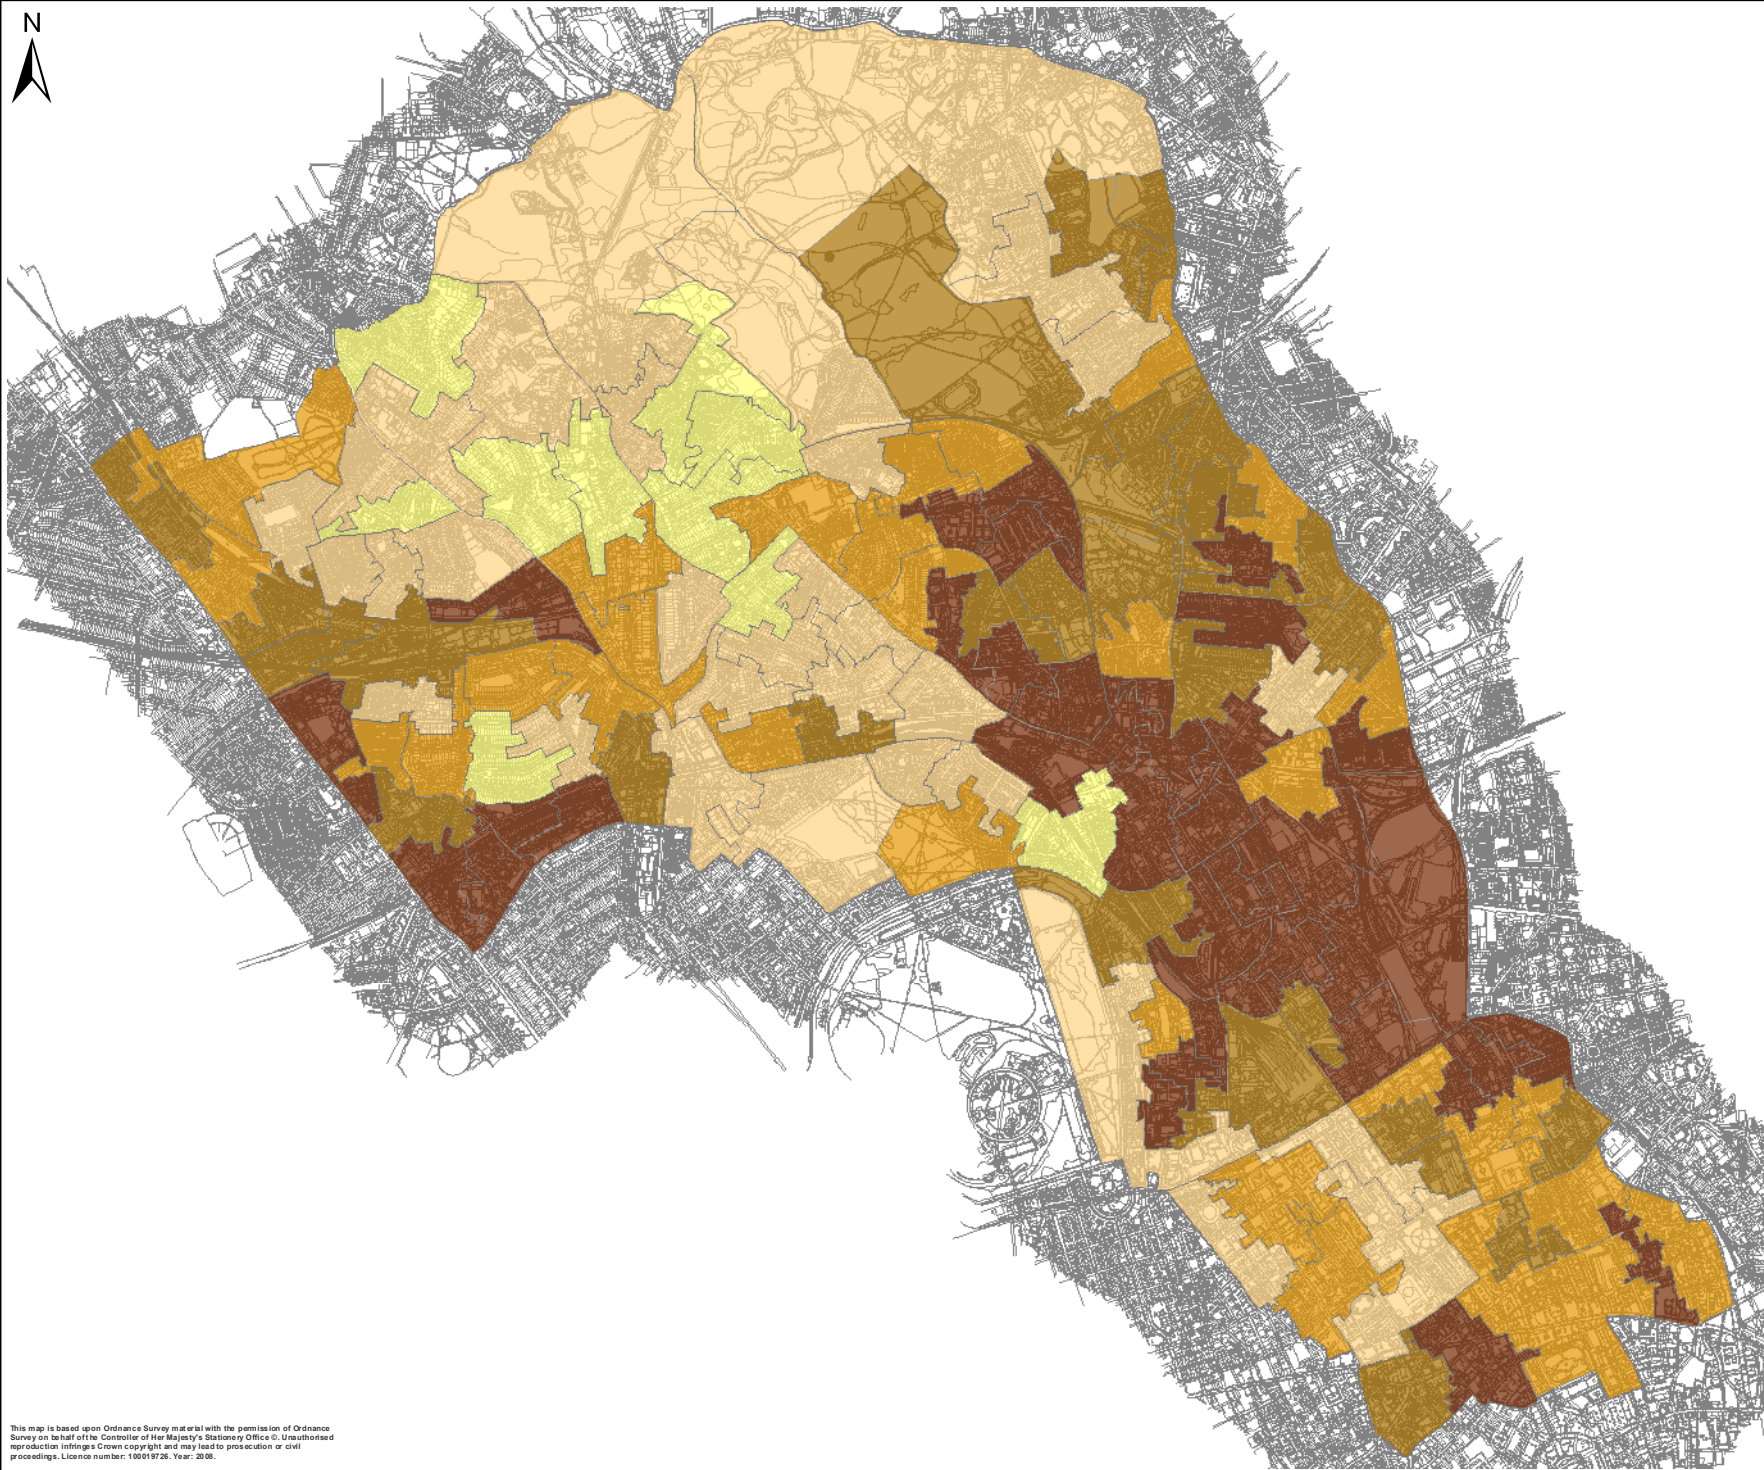 N
This map is based upon Ordnance Survey material with the permission of Ordnance
Survey on behalf of the Controller of Her Majesty's Stationery Office ©. Unauthorised
reproduction infringes Crown copyright and may lead to prosecution or civil
proceedings. Licence number: 100019726. Year: 2008.